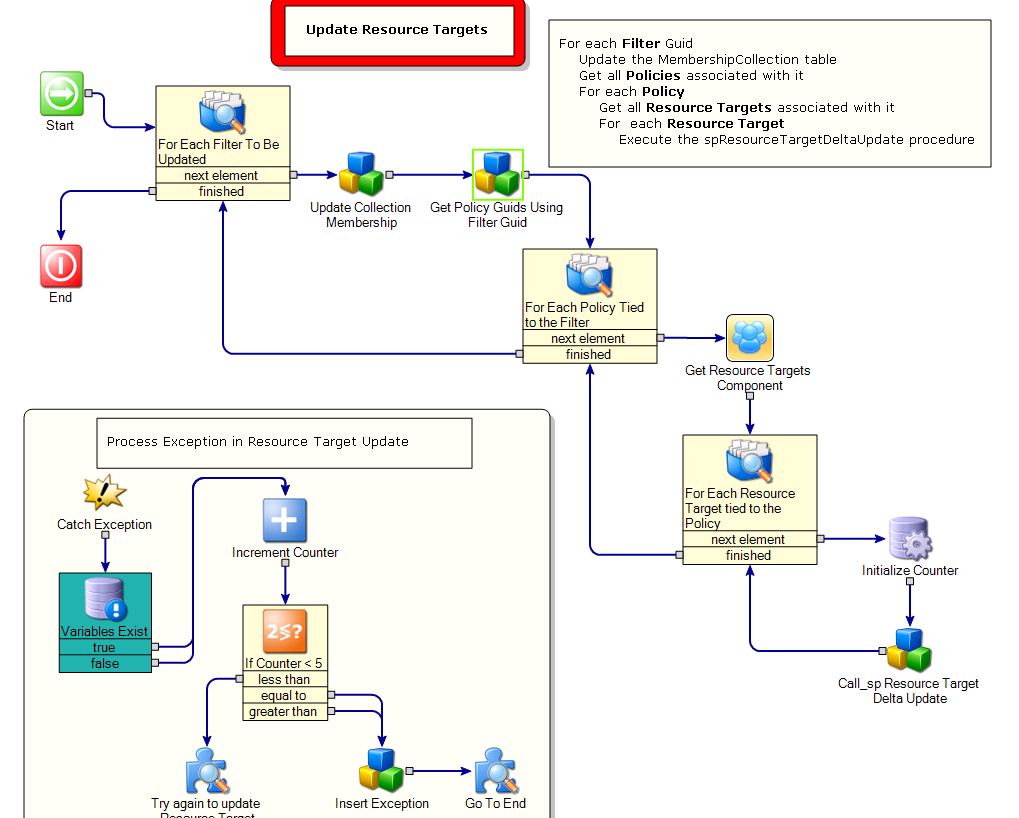 Update Resource Targets
For each Filter Guid
Update the MembershipCollection table
Get all Policies associated with it
For each Policy
Get all Resource Targets associated with it
For each Resource Target
Execute the spResourceTargetDeltaUpdate procedure
Start
For Each Filter To Be
Updated
next element
finished
Update Collection
Membership
Get Policy Guids Using
Filter Guid
End
For Each Policy Tied
to the Filter
next element
finished
Get Resource Targets
Component
For Each Resource
Target tied to the
Policy
next element
finished
Initialize Counter
Call_sp Resource Target
Delta Update
Process Exception in Resource Target Update
Catch Exception
Variables Exist
true
false
Increment Counter
2≶?
If Counter < 5
less than
equal to
greater than
Try again to update
Resource Target
Insert Exception
Go To End